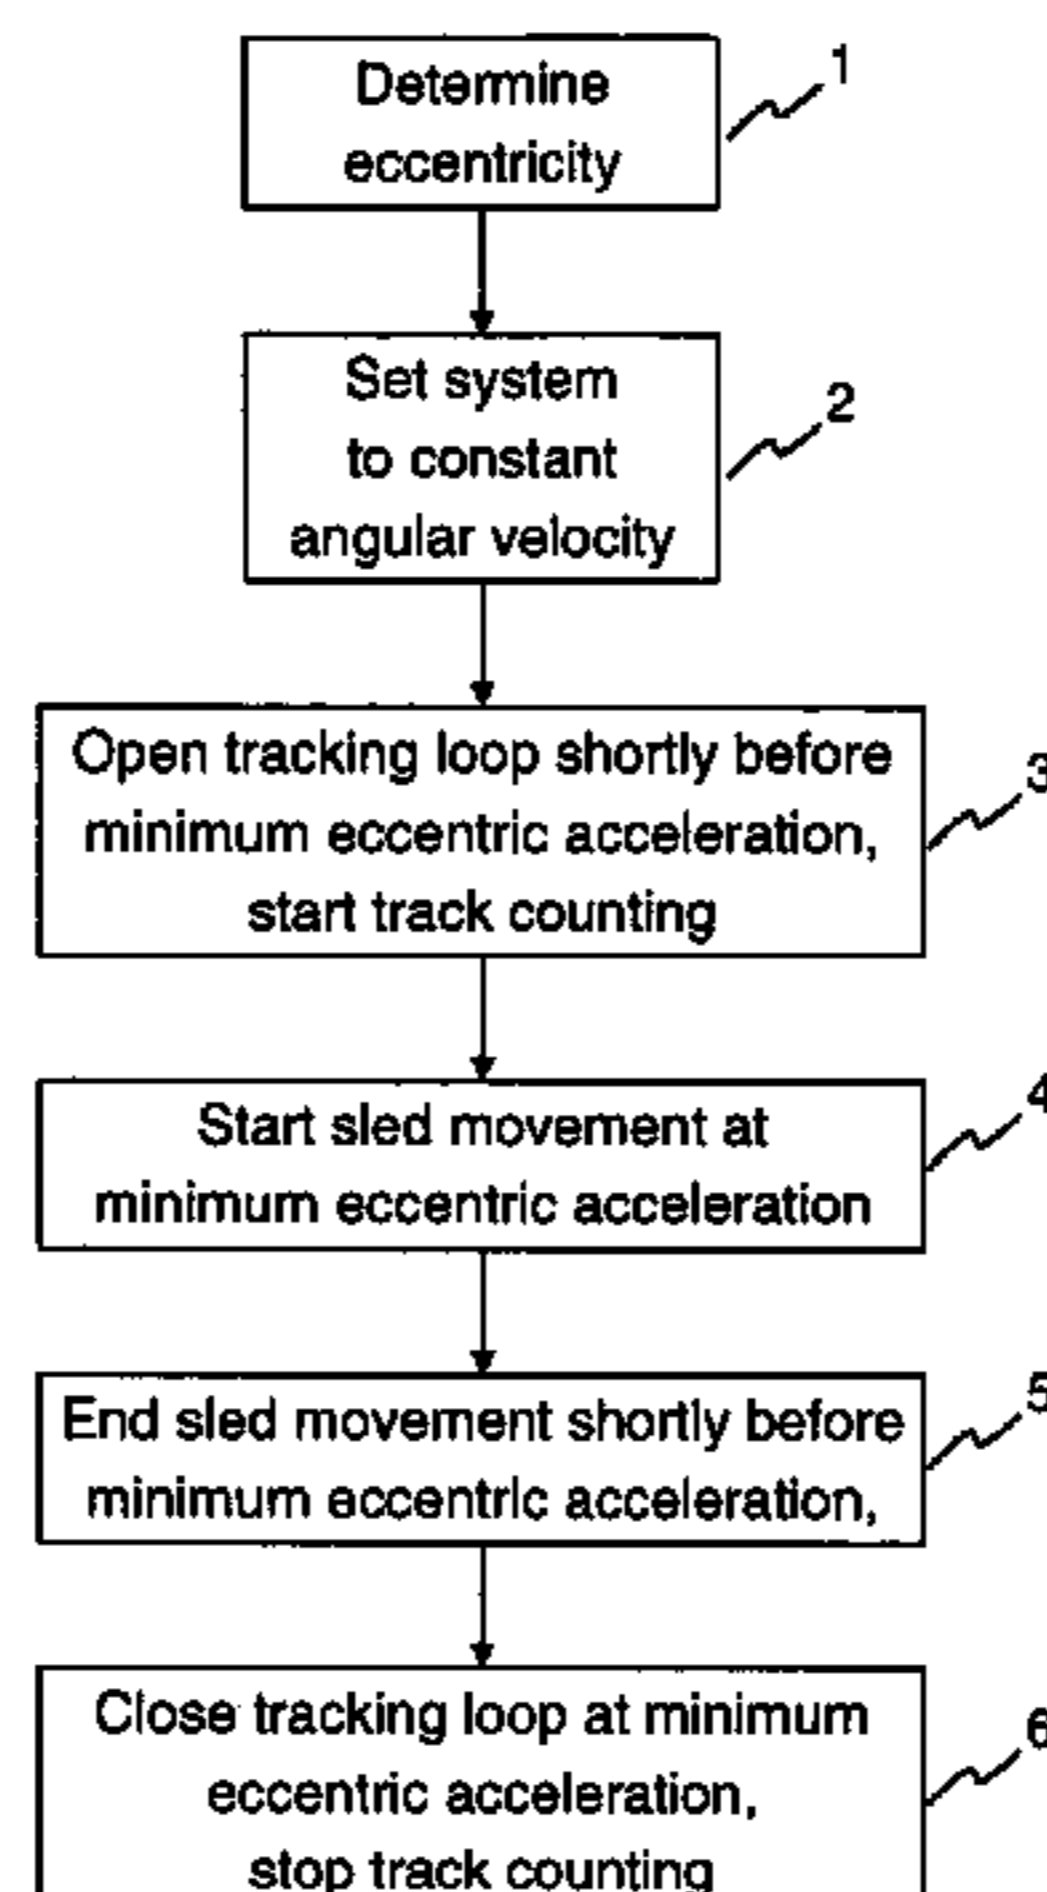 Determine
eccentricity
1
Set system
to constant
angular velocity
2
Open tracking loop shortly before
minimum eccentric acceleration,
start track counting
3
Start sled movement at
minimum eccentric acceleration
4
End sled movement shortly before
minimum eccentric acceleration,
5
Close tracking loop at minimum
eccentric acceleration,
stop track counting
6